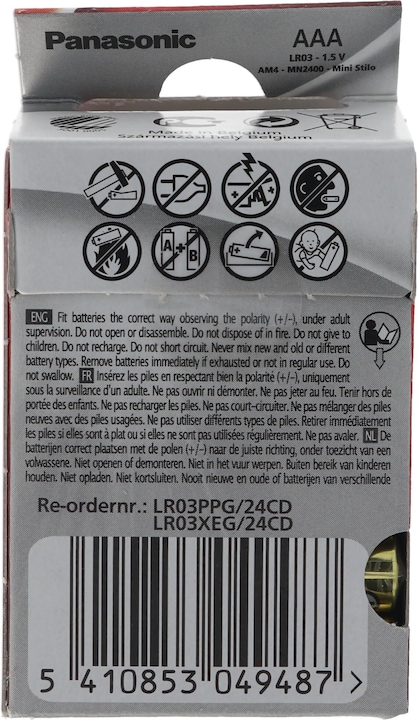 Panasonic
AAA
LR03 - 1.5 V
AM4 - MN2400 - Mini Stilo
Made in Belgium
Származási hely Belgium
A + B
ENG Fit batteries the correct way observing the polarity (+/–), under adult
supervision. Do not open or disassemble. Do not dispose of in fire. Do not give to
children. Do not recharge. Do not short circuit. Never mix new and old or different
battery types. Remove batteries immediately if exhausted or not in regular use. Do
not swallow. FR Insérez les piles en respectant bien la polarité (+/–), uniquement
sous la surveillance d'un adulte. Ne pas ouvrir ni démonter. Ne pas jeter au feu. Tenir hors de
portée des enfants. Ne pas recharger les piles. Ne pas court-circuiter. Ne pas mélanger des piles
neuves avec des piles usagées. Ne pas utiliser différents types de piles. Retirer immédiatement
les piles si elles sont à plat ou si elles ne sont pas utilisées régulièrement. Ne pas avaler. NL De
batterijen correct plaatsen met de polen (+/–) naar de juiste richting, onder toezicht van een
volwassene. Niet openen of demonteren. Niet in het vuur werpen. Buiten bereik van kinderen
houden. Niet opladen. Niet kortsluiten. Nooit nieuwe en oude of batterijen van verschillende
Re-ordernr.: LR03PPG/24CD
LR03XEG/24CD
5 410853 049487 >